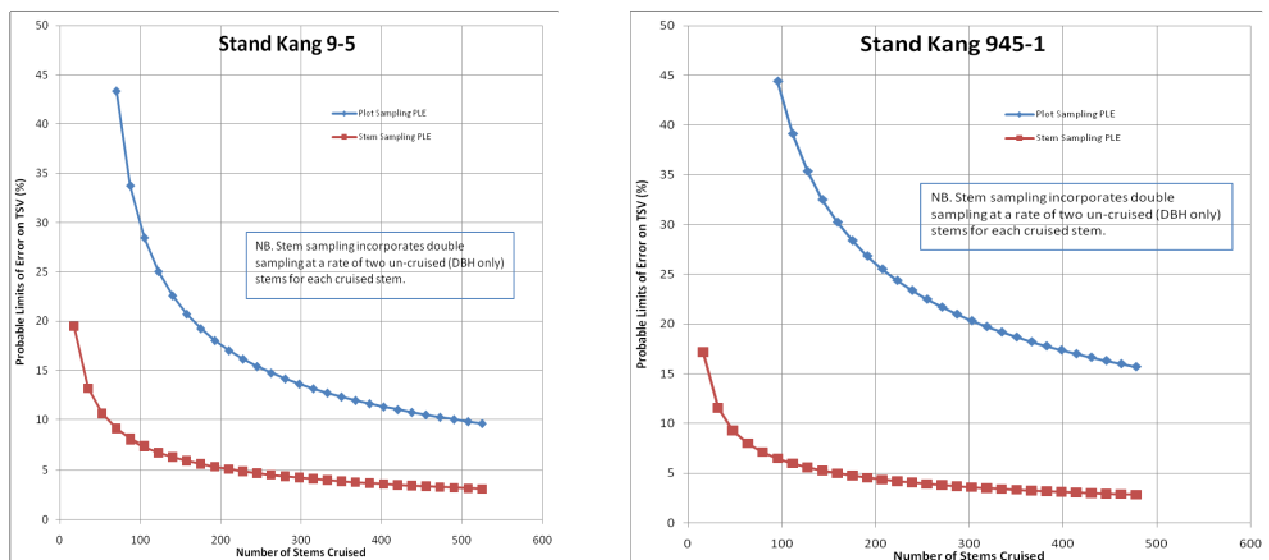 Stand Kang 9-5
Probable Limits of Error on TSV (%)
50
45
40
35
30
25
20
15
10
5
0
Plot Sampling PLE
Stem Sampling PLE
NB. Stem sampling incorporates double
sampling at a rate of two un-cruised (DBH only)
stems for each cruised stem.
0 100 200 300 400 500 600
Number of Stems Cruised
Stand Kang 945-1
Probable Limits of Error on TSV (%)
50
45
40
35
30
25
20
15
10
5
0
Plot Sampling PLE
Stem Sampling PLE
NB. Stem sampling incorporates double
sampling at a rate of two un-cruised (DBH only)
stems for each cruised stem.
0 100 200 300 400 500 600
Number of Stems Cruised